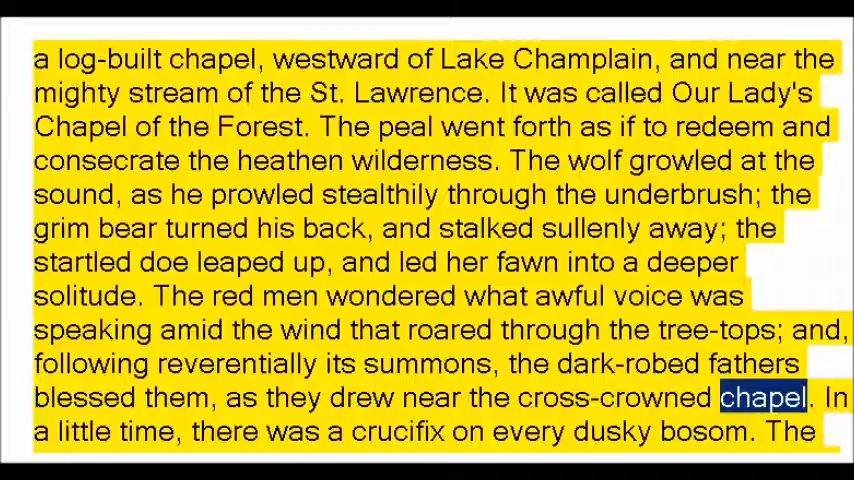 a log-built chapel, westward of Lake Champlain, and near the
mighty stream of the St. Lawrence. It was called Our Lady's
Chapel of the Forest. The peal went forth as if to redeem and
consecrate the heathen wilderness. The wolf growled at the
sound, as he prowled stealthily through the underbrush; the
grim bear turned his back, and stalked sullenly away; the
startled doe leaped up, and led her fawn into a deeper
solitude. The red men wondered what awful voice was
speaking amid the wind that roared through the tree-tops; and,
following reverentially its summons, the dark-robed fathers
blessed them, as they drew near the cross-crowned chapel. In
a little time, there was a crucifix on every dusky bosom. The